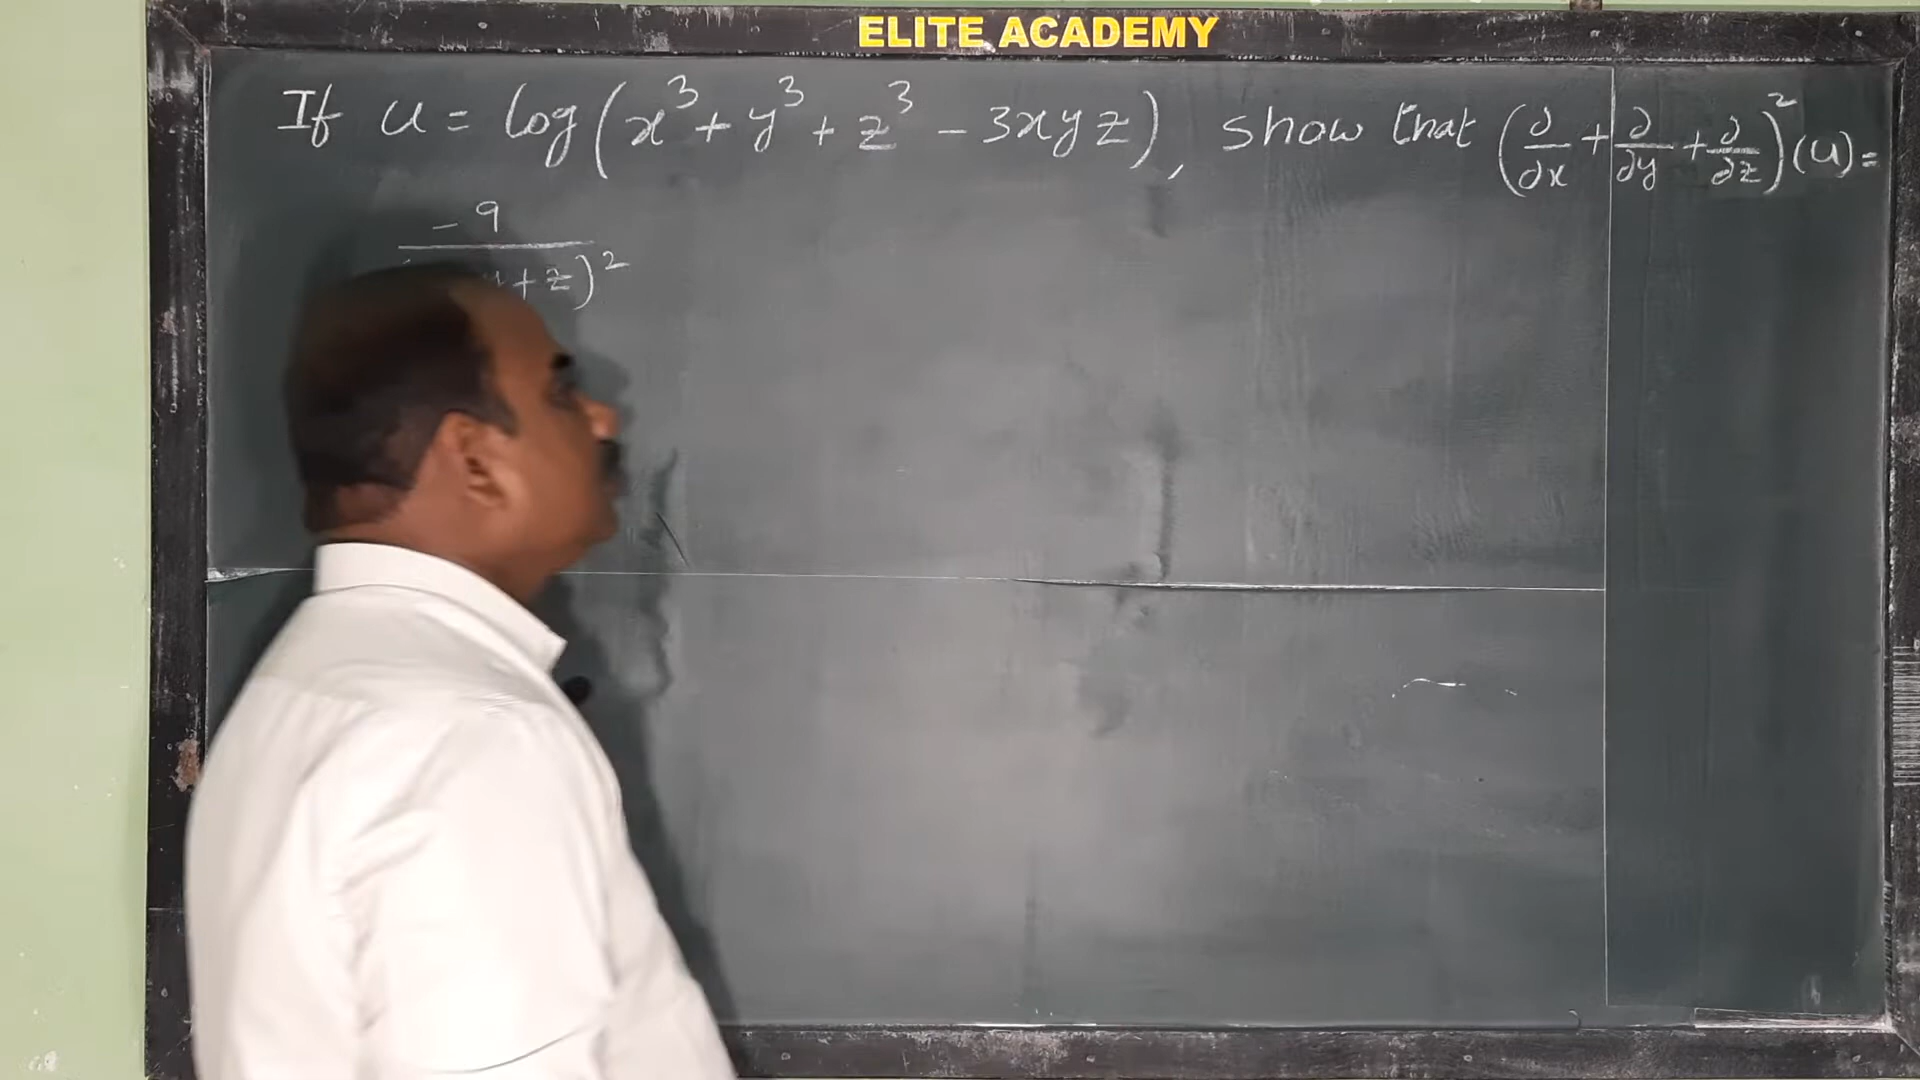 ELITE ACADEMY
If u = log(x³ + y³ + z³ - 3xyz), show that (∂/∂x + ∂/∂y + ∂/∂z)² (u) =
-9
+ z)²